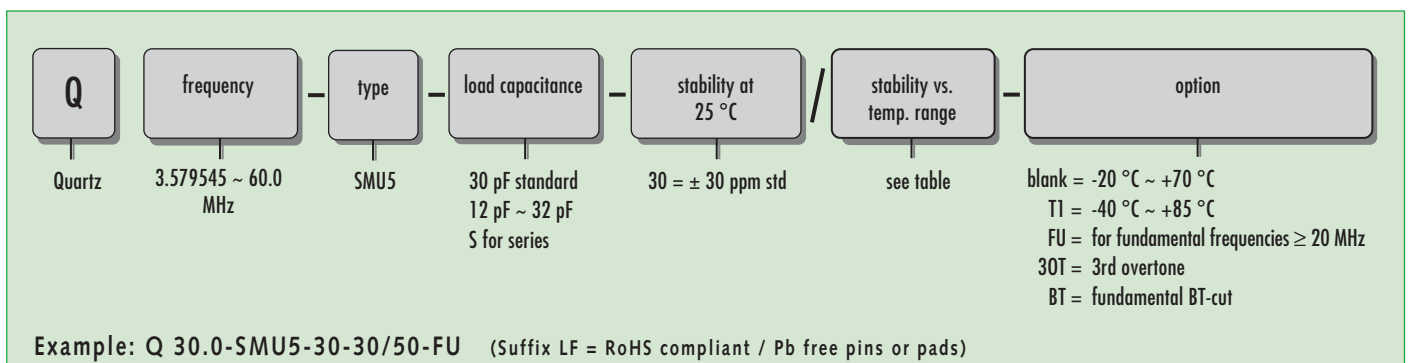 Q
frequency
type
load capacitance
stability at
25 °C
stability vs.
temp. range
option
Quartz
3.579545 ~ 60.0
MHz
SMU5
30 pF standard
12 pF ~ 32 pF
S for series
30 = ± 30 ppm std
see table
blank = -20 °C ~ +70 °C
T1 = -40 °C ~ +85 °C
FU = for fundamental frequencies ≥ 20 MHz
3OT = 3rd overtone
BT = fundamental BT-cut
Example: Q 30.0-SMU5-30-30/50-FU (Suffix LF = RoHS compliant / Pb free pins or pads)